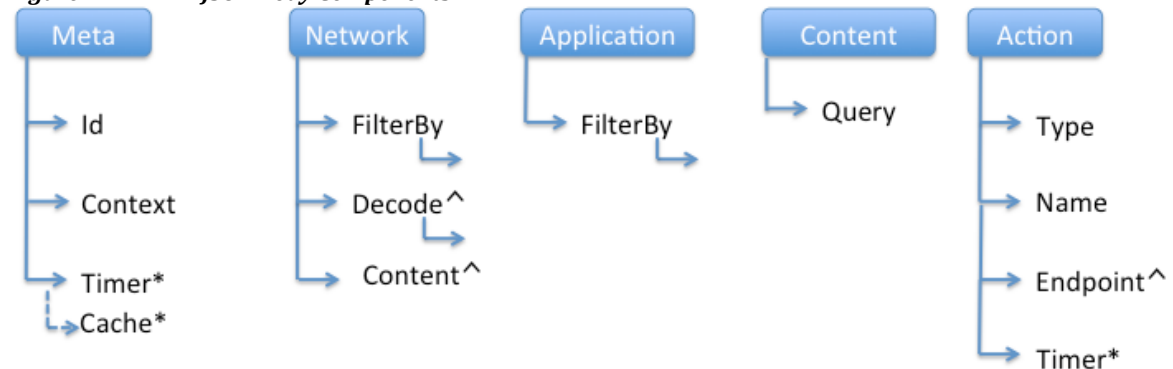 Meta
Network
Application
Content
Action
Id
Context
Timer*
Cache*
FilterBy
Decode^
Content^
FilterBy
Query
Type
Name
Endpoint^
Timer*